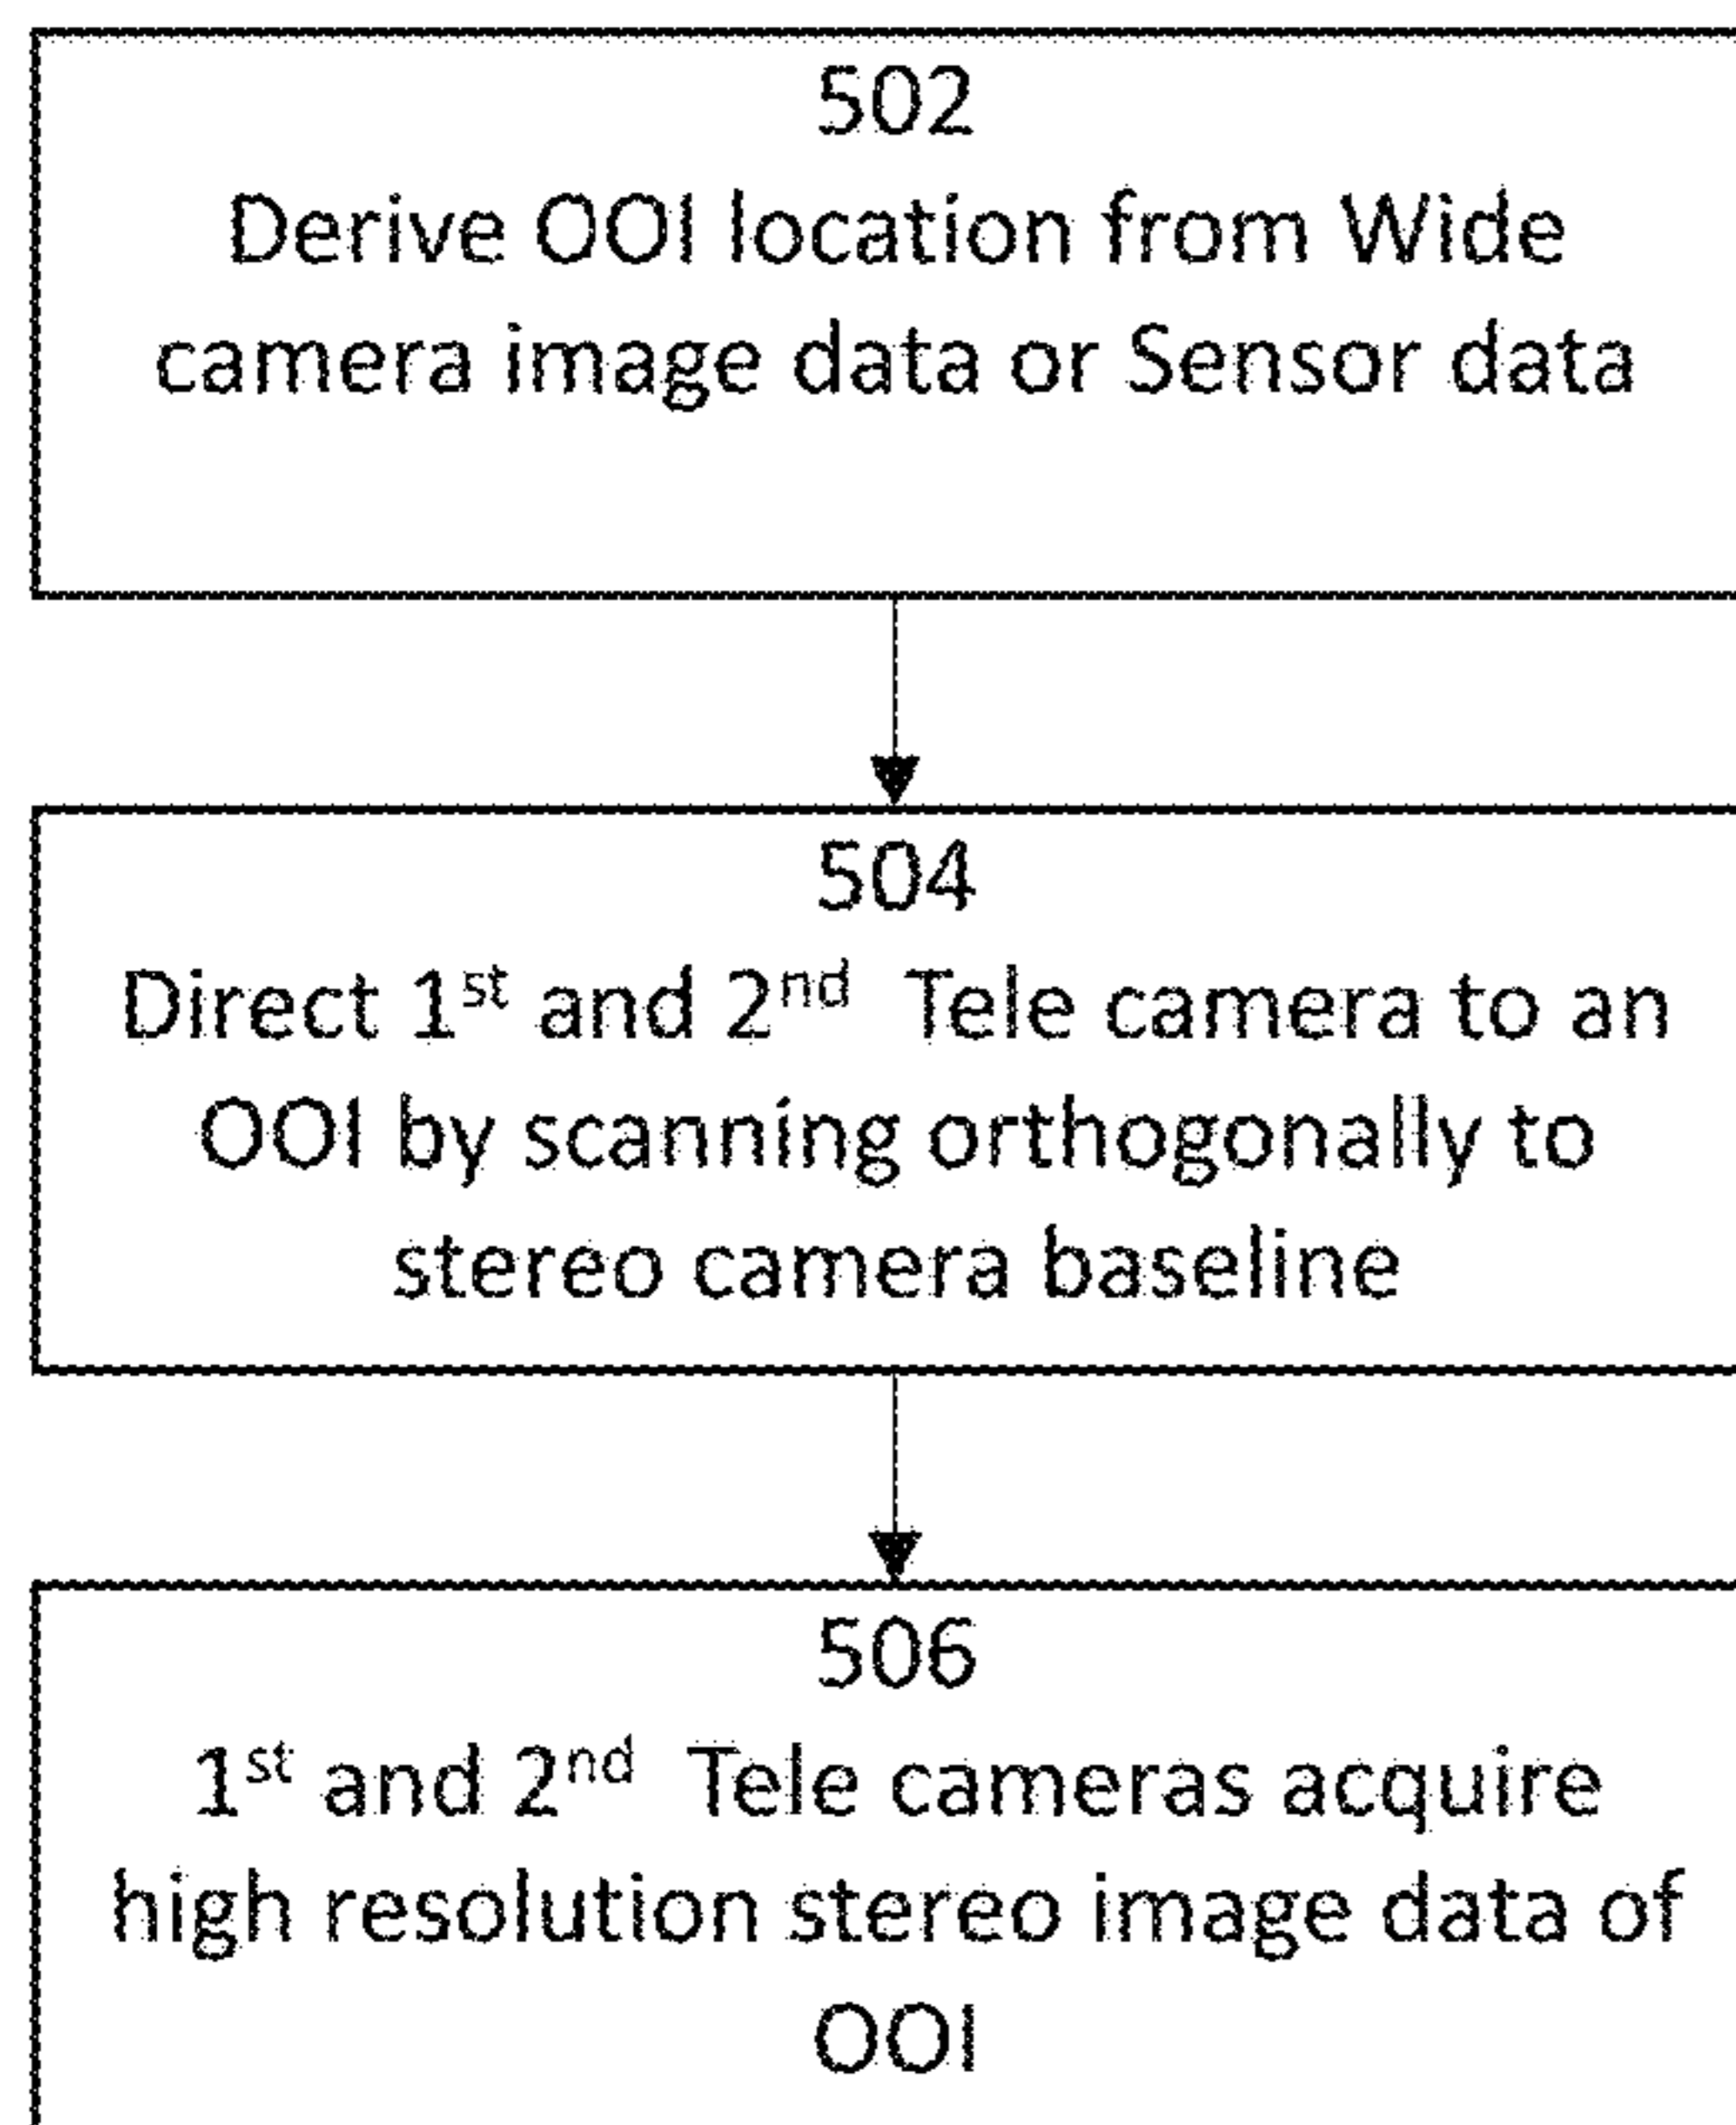 502
Derive OOI location from Wide
camera image data or Sensor data
504
Direct 1st and 2nd Tele camera to an
OOI by scanning orthogonally to
stereo camera baseline
506
1st and 2nd Tele cameras acquire
high resolution stereo image data of
OOI